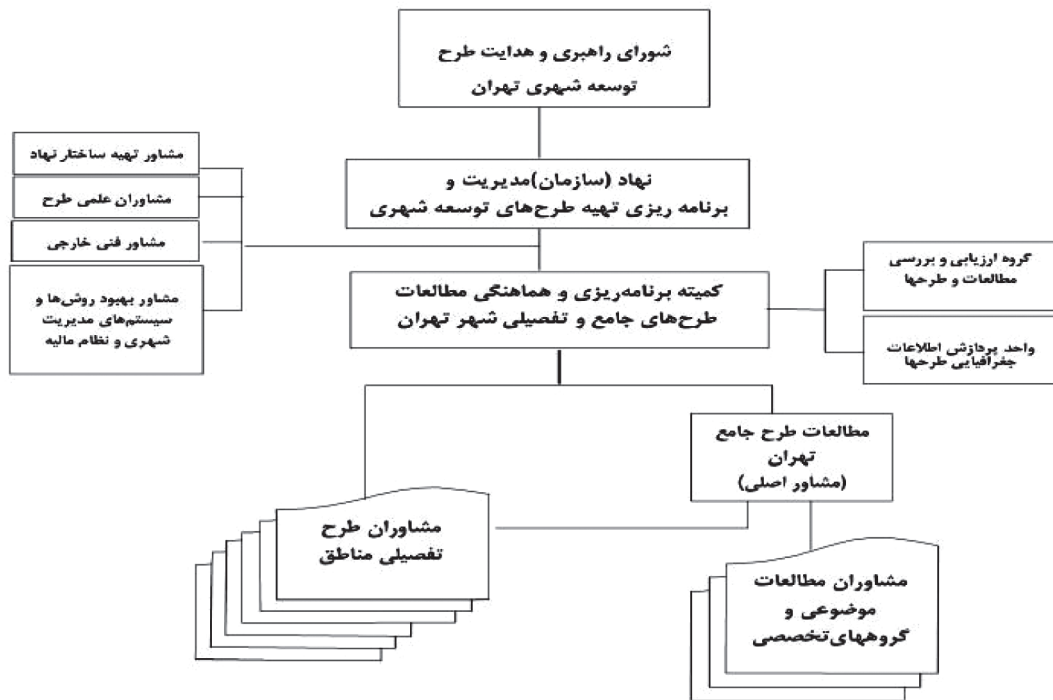 شورای راهبری و هدایت طرح
توسعه شهری تهران
نهاد (سازمان)مدیریت و
برنامه ریزی تهیه طرح‌های توسعه شهری
مشاور تهیه ساختار نهاد
مشاوران علمی طرح
مشاور فنی خارجی
مشاور بهبود روش‌ها و
سیستم‌های مدیریت
شهری و نظام مالیه
گروه ارزیابی و بررسی
مطالعات و طرحها
کمیته برنامه‌ریزی و هماهنگی مطالعات
طرح‌های جامع و تفصیلی شهر تهران
واحد پردازش اطلاعات
جغرافیایی طرحها
مطالعات طرح جامع
تهران
(مشاور اصلی)
مشاوران طرح
تفصیلی مناطق
مشاوران مطالعات
موضوعی و
گروههای‌تخصصی